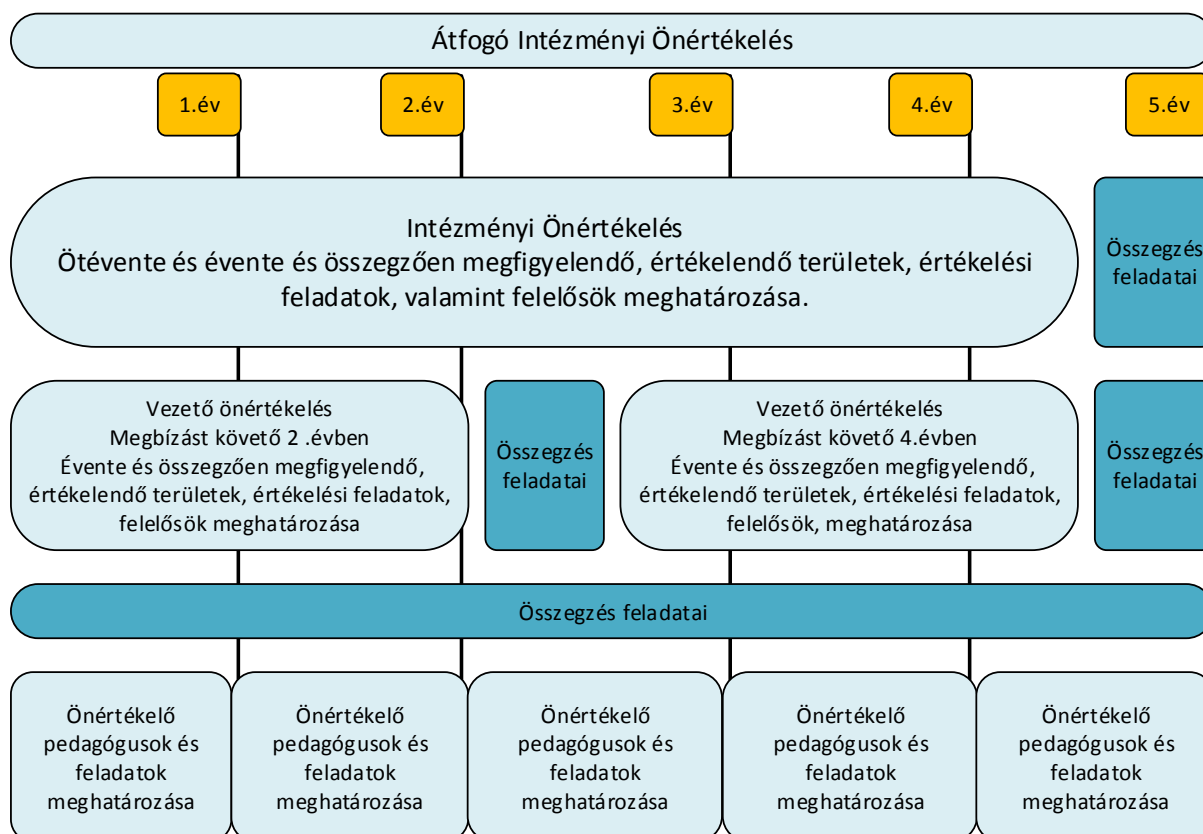 Átfogó Intézményi Önértékelés
1.év
2.év
3.év
4.év
5.év
Intézményi Önértékelés
Ötévente és évente és összegzően megfigyelendő, értékelendő területek, értékelési
feladatok, valamint felelősök meghatározása.
Összegzés
feladatai
Vezető önértékelés
Megbízást követő 2 .évben
Évente és összegzően megfigyelendő,
értékelendő területek, értékelési feladatok,
felelősök meghatározása
Összegzés
feladatai
Vezető önértékelés
Megbízást követő 4.évben
Évente és összegzően megfigyelendő,
értékelendő területek, értékelési feladatok,
felelősök, meghatározása
Összegzés
feladatai
Összegzés feladatai
Önértékelő
pedagógusok és
feladatok
meghatározása
Önértékelő
pedagógusok és
feladatok
meghatározása
Önértékelő
pedagógusok és
feladatok
meghatározása
Önértékelő
pedagógusok és
feladatok
meghatározása
Önértékelő
pedagógusok és
feladatok
meghatározása